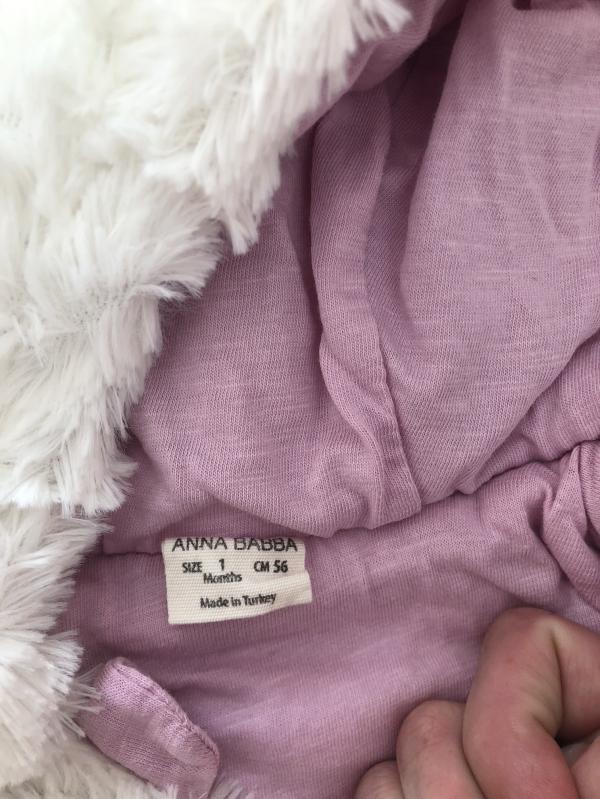 ANNA BABBA
SIZE 1 CM 56
Months
Made in Turkey